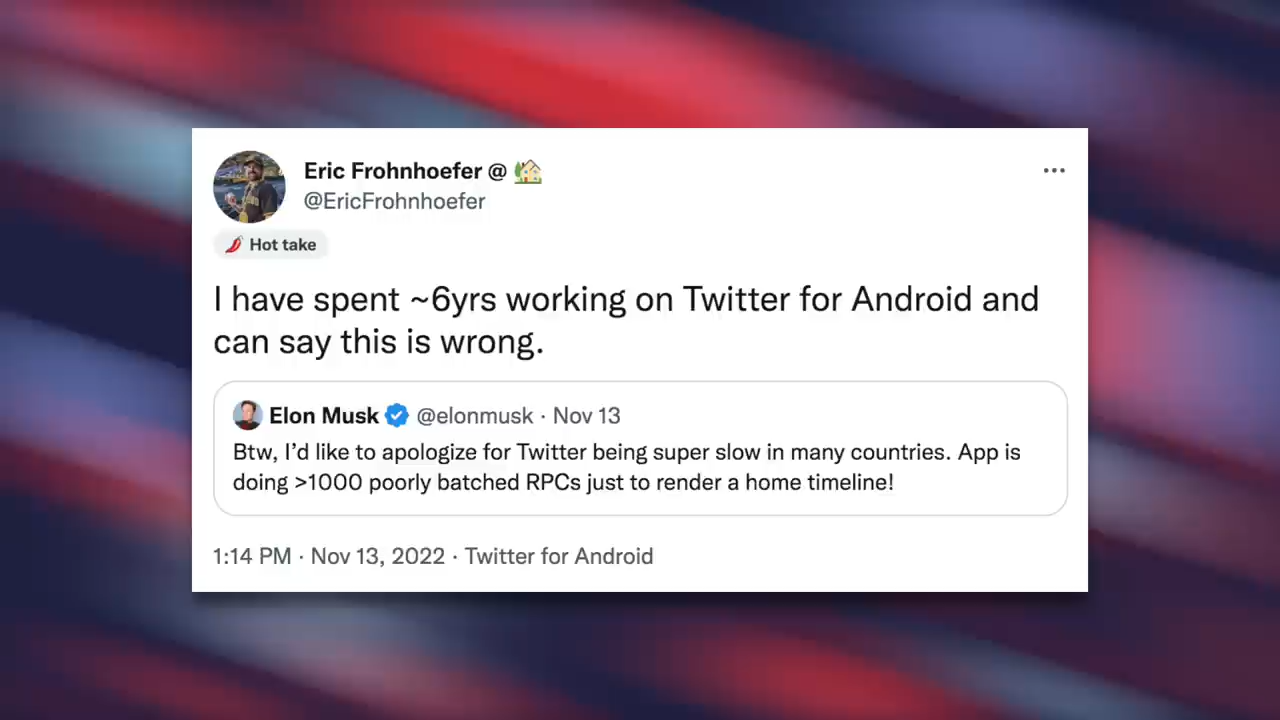 Eric Frohnhoefer @ 🏡
@EricFrohnhoefer
🌶️ Hot take
I have spent ~6yrs working on Twitter for Android and
can say this is wrong.
Elon Musk @elonmusk · Nov 13
Btw, I’d like to apologize for Twitter being super slow in many countries. App is
doing >1000 poorly batched RPCs just to render a home timeline!
1:14 PM · Nov 13, 2022 · Twitter for Android